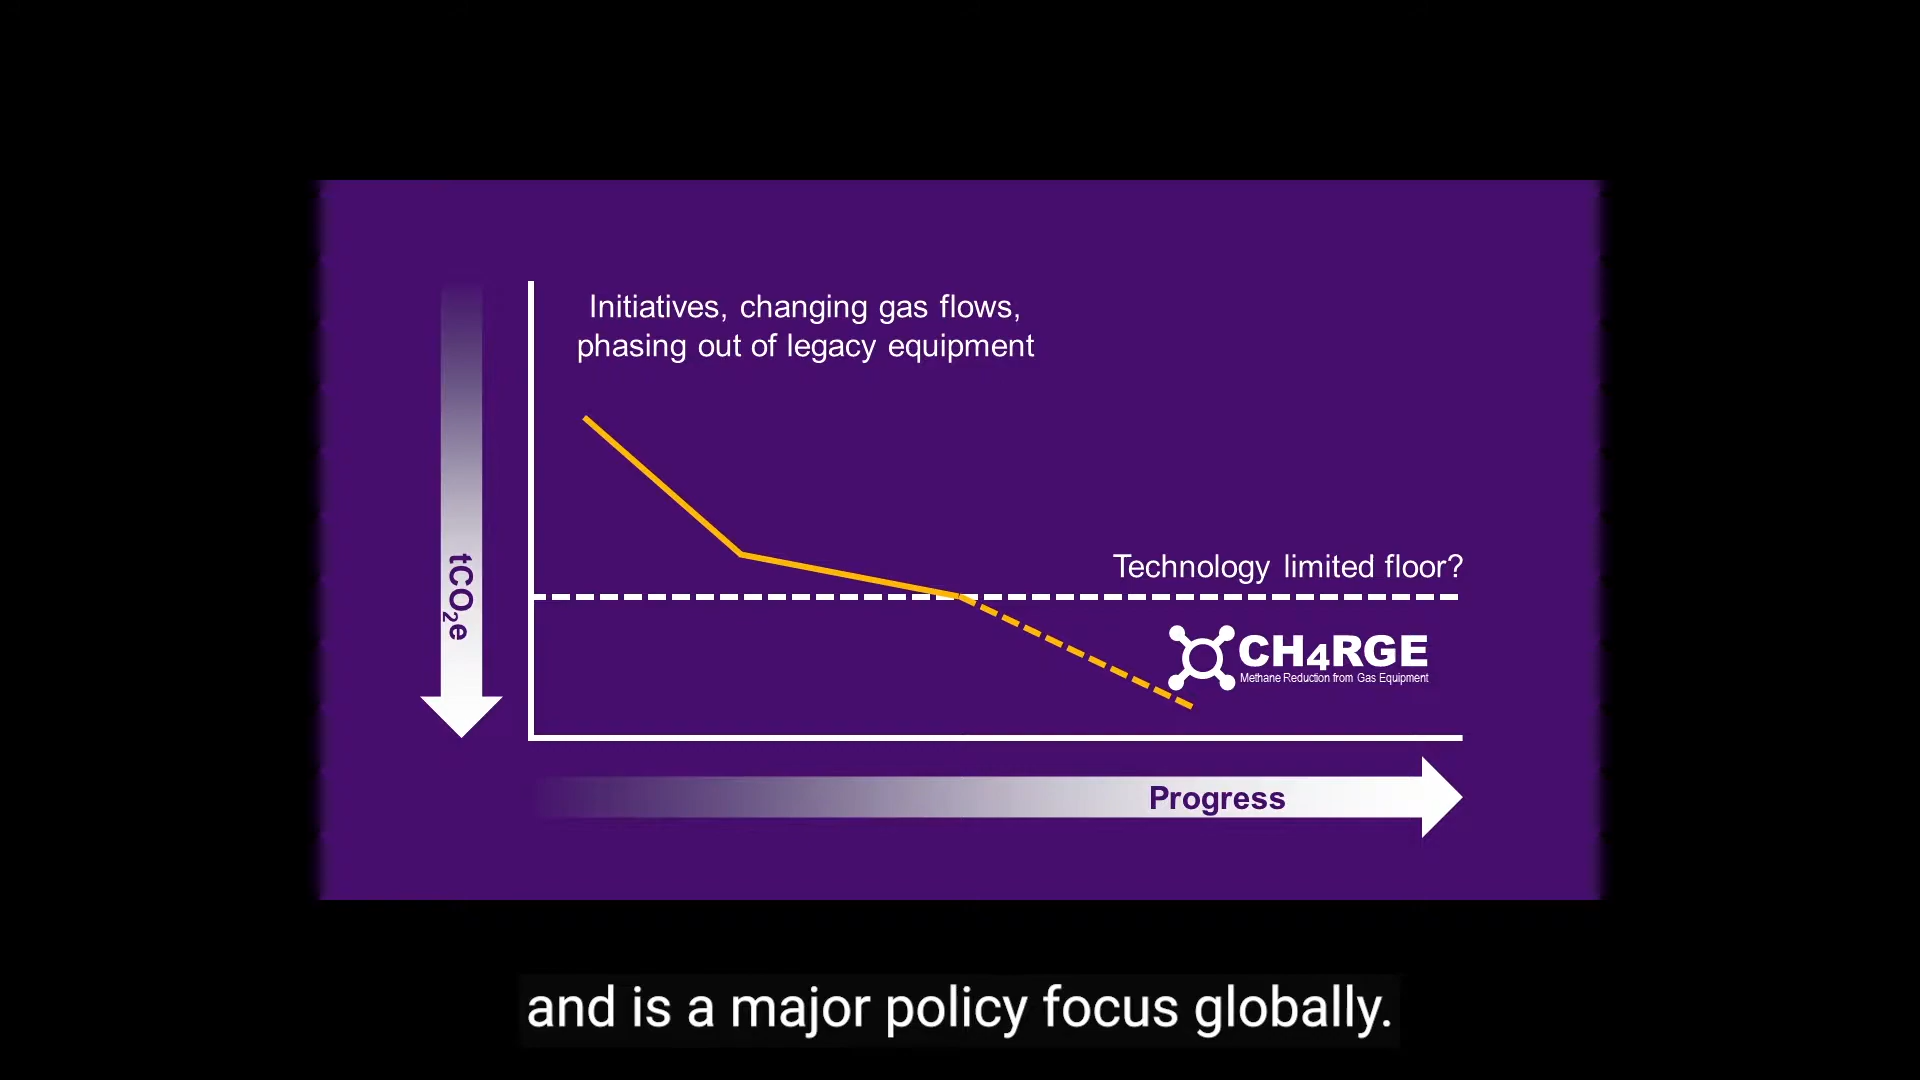 Initiatives, changing gas flows,
phasing out of legacy equipment
tCO₂e
Technology limited floor?
CH4RGE
Methane Reduction from Gas Equipment
Progress
and is a major policy focus globally.